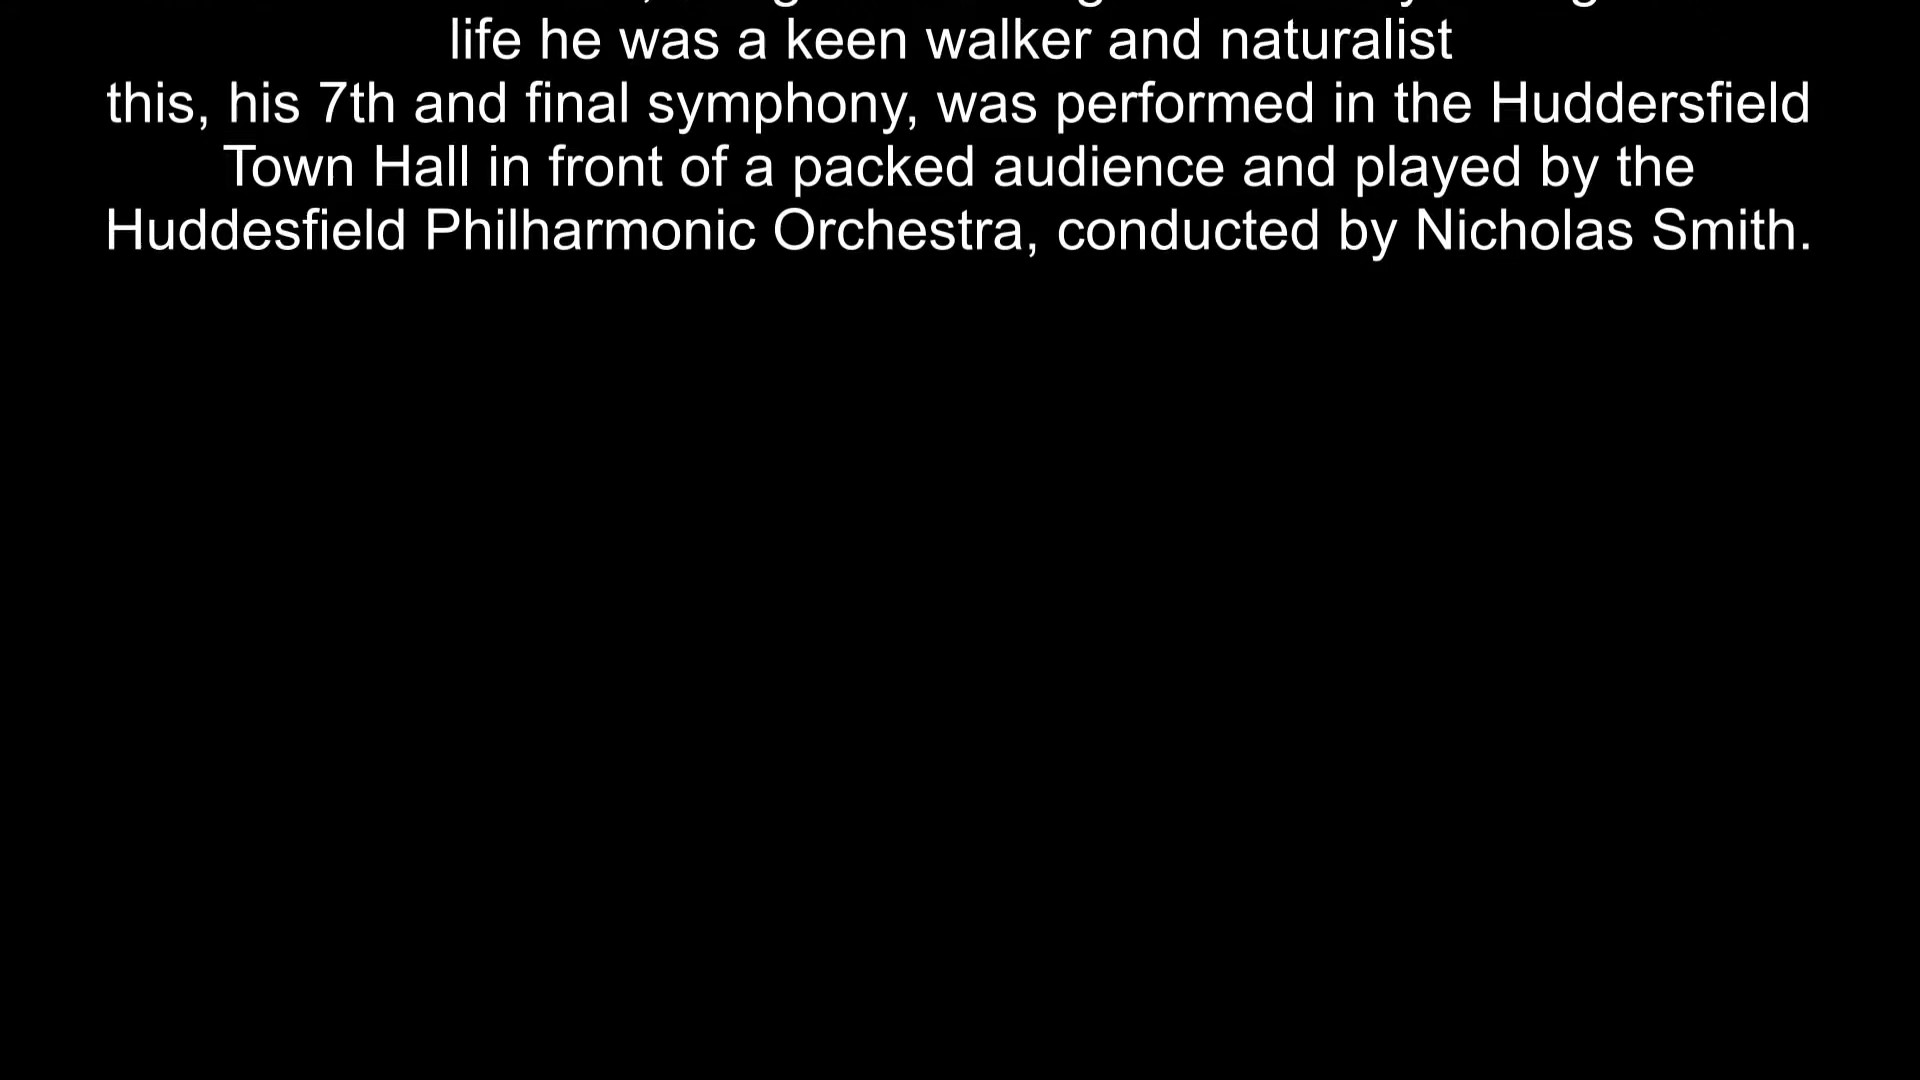 life he was a keen walker and naturalist
this, his 7th and final symphony, was performed in the Huddersfield
Town Hall in front of a packed audience and played by the
Huddesfield Philharmonic Orchestra, conducted by Nicholas Smith.